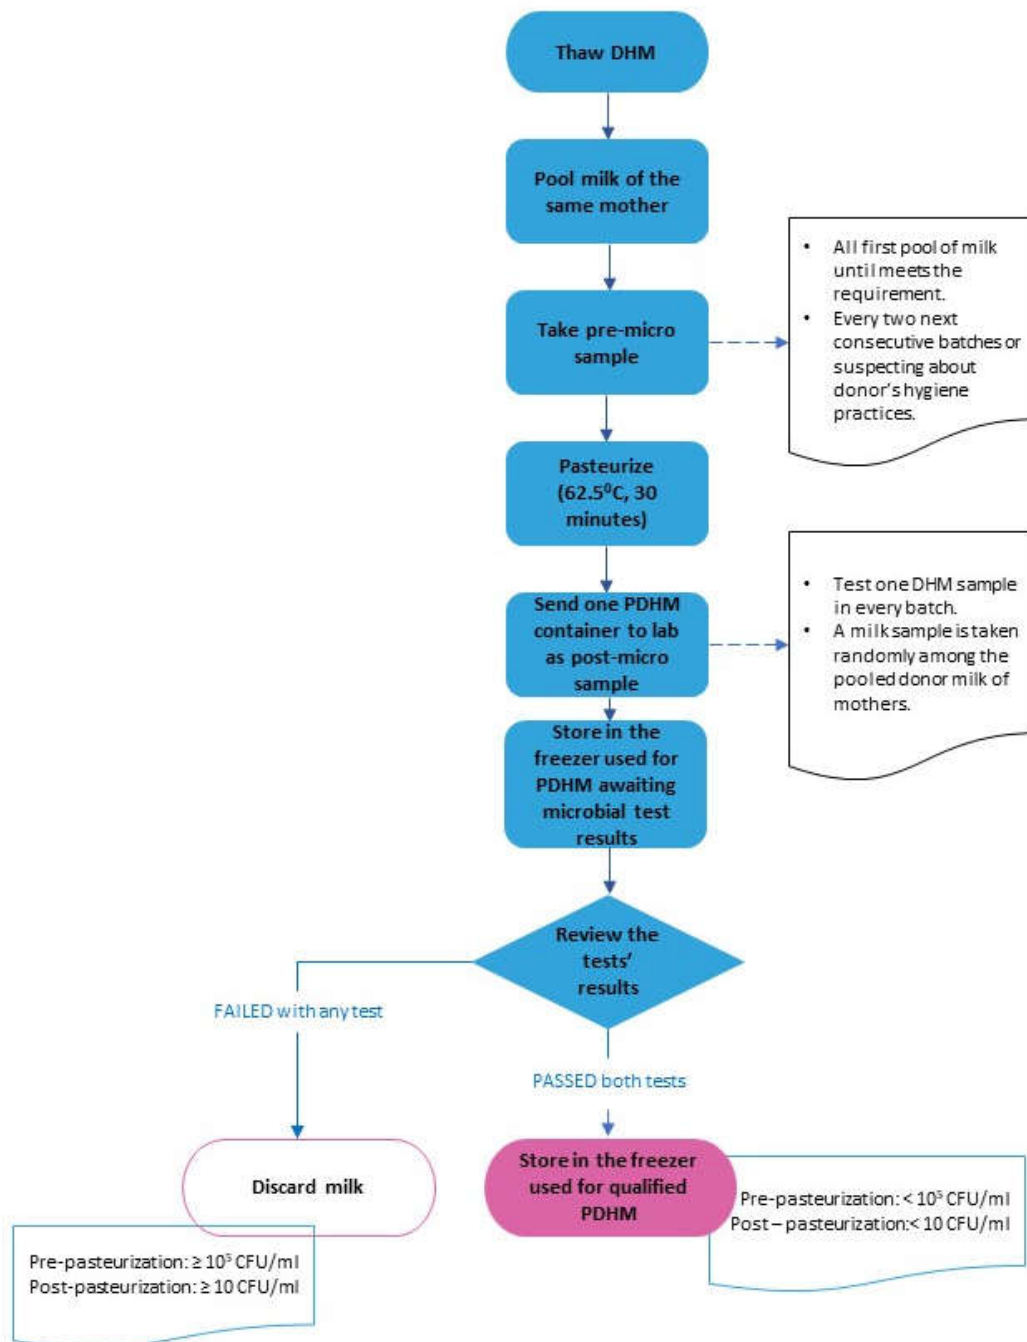 Thaw DHM
Pool milk of the
same mother
Take pre-micro
sample
• All first pool of milk
until meets the
requirement.
• Every two next
consecutive batches or
suspecting about
donor's hygiene
practices.
Pasteurize
(62.5⁰C, 30
minutes)
Send one PDHM
container to lab
as post-micro
sample
• Test one DHM sample
in every batch.
• A milk sample is taken
randomly among the
pooled donor milk of
mothers.
Store in the
freezer used for
PDHM awaiting
microbial test
results
Review the
tests'
results
FAILED with any test
PASSED both tests
Discard milk
Pre-pasteurization: ≥ 10⁵ CFU/ml
Post-pasteurization: ≥ 10 CFU/ml
Store in the freezer
used for qualified
PDHM
Pre-pasteurization: < 10⁵ CFU/ml
Post – pasteurization:< 10 CFU/ml